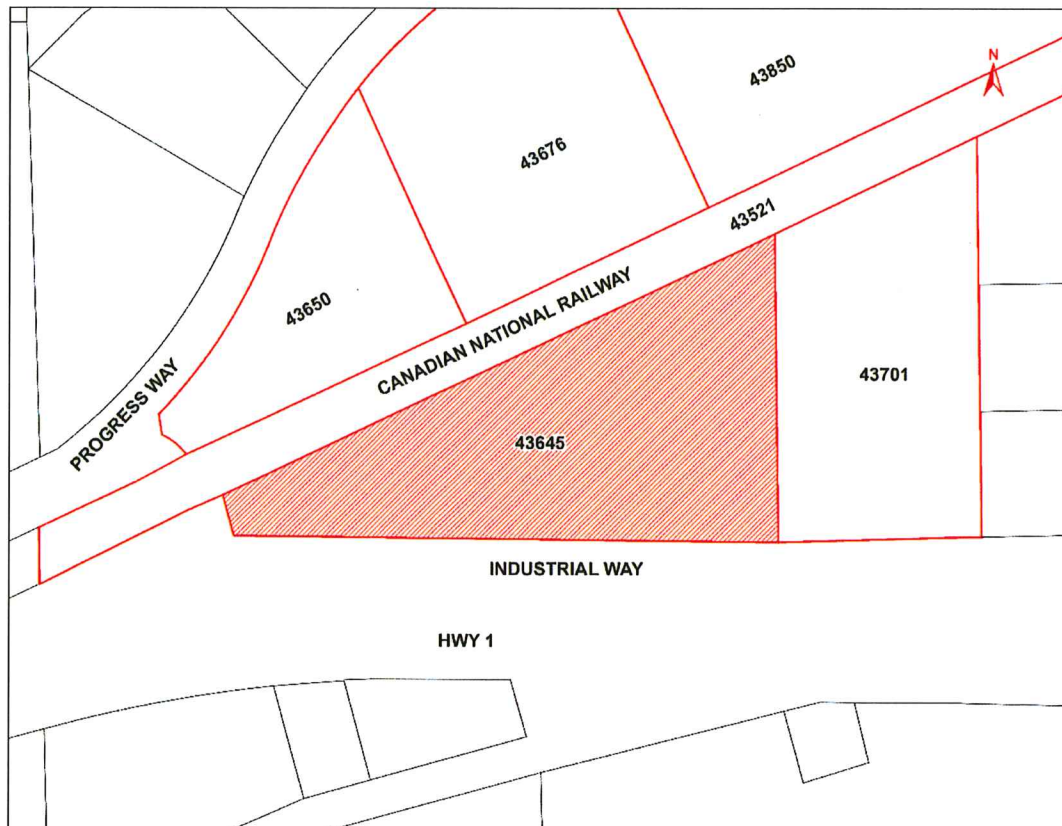 N
43850
43676
43521
43650
CANADIAN NATIONAL RAILWAY
43701
PROGRESS WAY
43645
INDUSTRIAL WAY
HWY 1